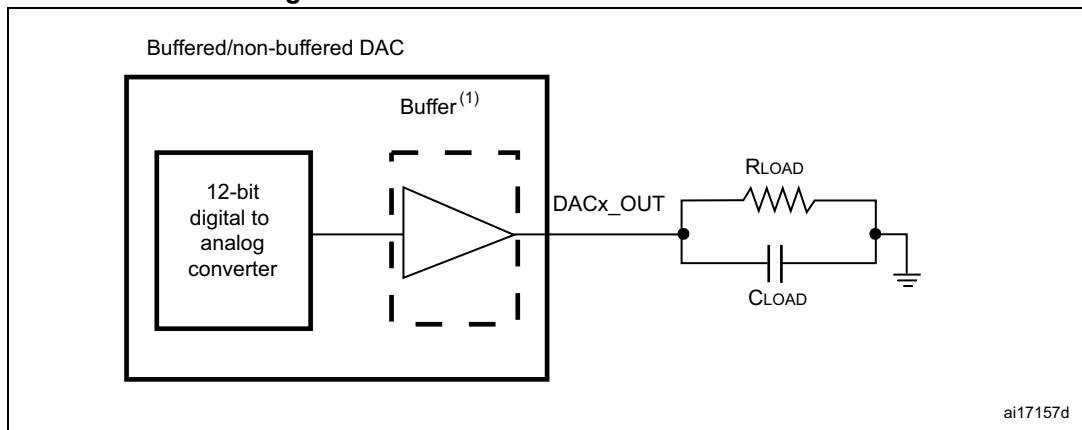 Buffered/non-buffered DAC
Buffer(1)
12-bit
digital to
analog
converter
DACx_OUT
RLOAD
CLOAD
ai17157d